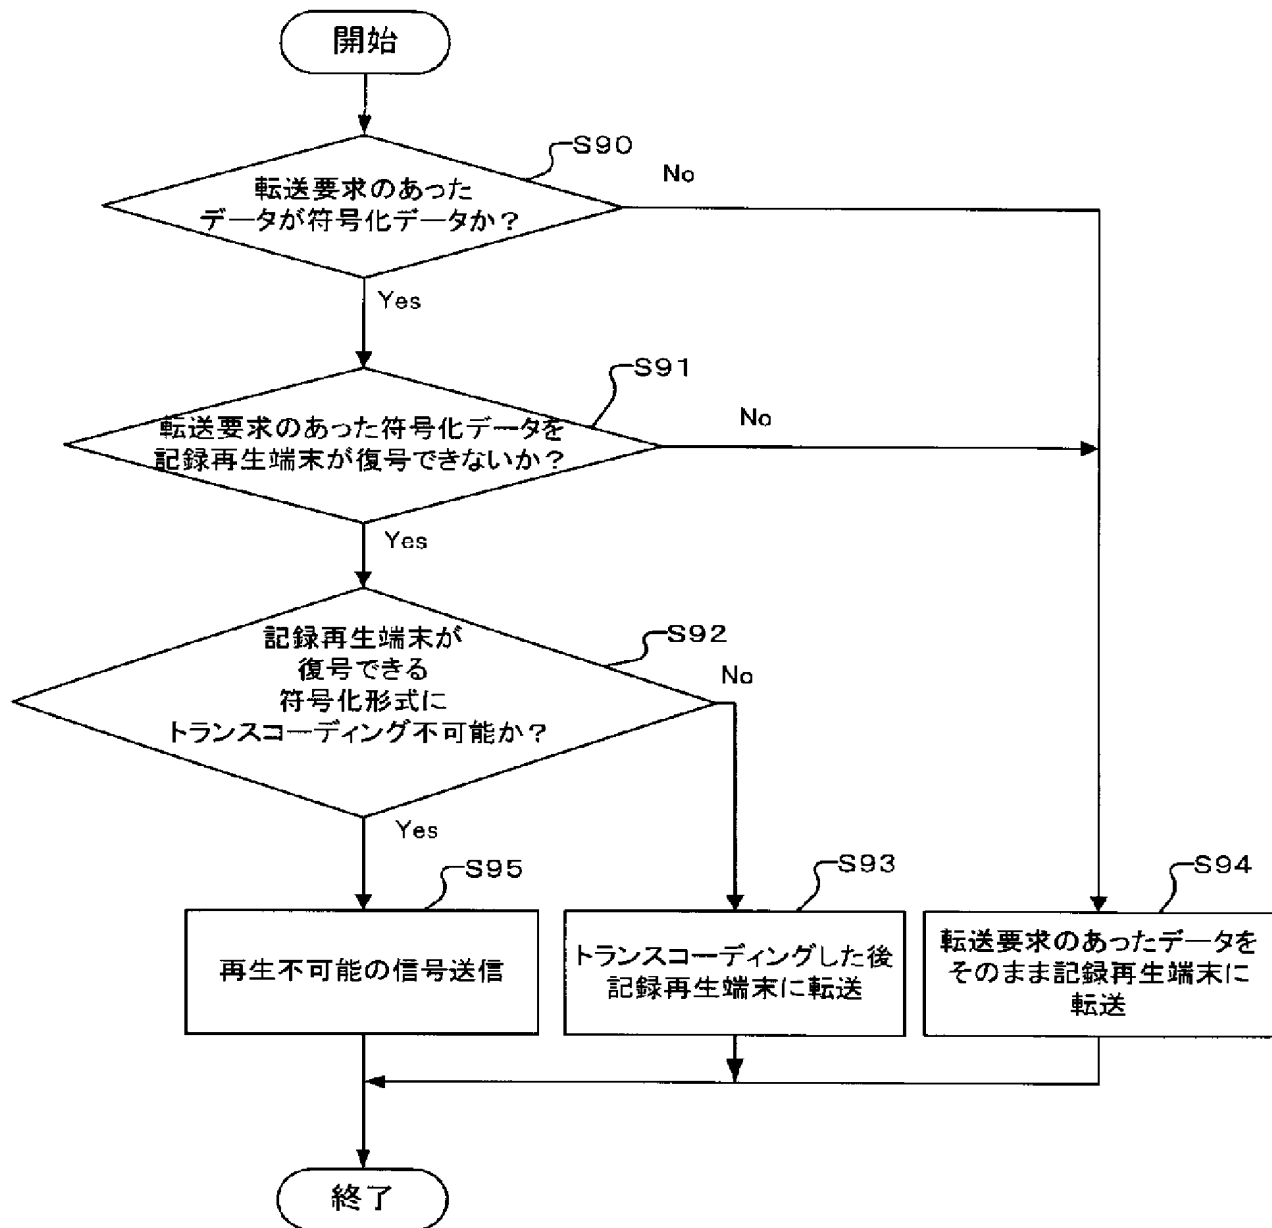 開始
S90
転送要求のあった
データが符号化データか?
No
Yes
S91
転送要求のあった符号化データを
記録再生端末が復号できないか?
No
Yes
S92
記録再生端末が
復号できる
符号化形式に
トランスコーディング不可能か?
No
Yes
S95
再生不可能の信号送信
S93
トランスコーディングした後
記録再生端末に転送
S94
転送要求のあったデータを
そのまま記録再生端末に
転送
終了